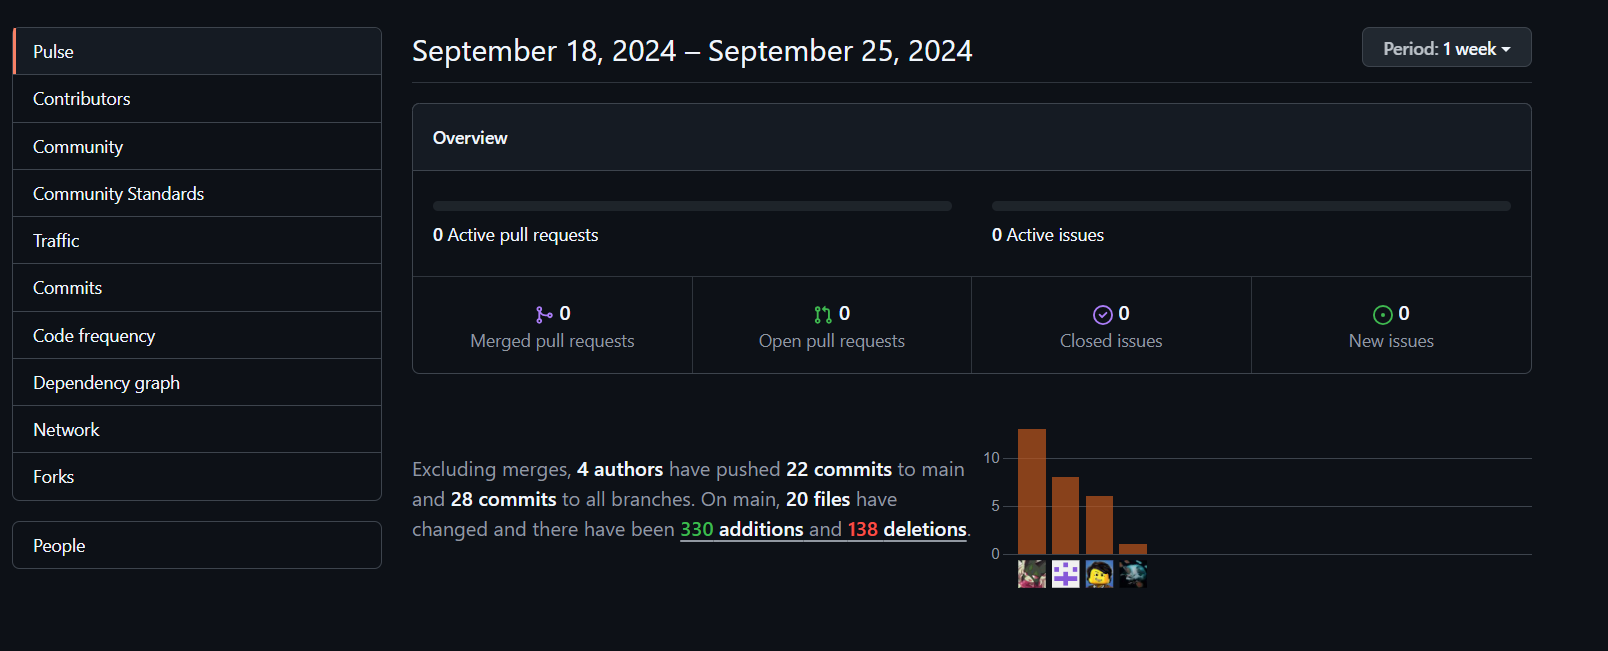 Pulse
Contributors
Community
Community Standards
Traffic
Commits
Code frequency
Dependency graph
Network
Forks
People
September 18, 2024 – September 25, 2024
Period: 1 week
Overview
0 Active pull requests
0 Active issues
0
Merged pull requests
0
Open pull requests
0
Closed issues
0
New issues
Excluding merges, 4 authors have pushed 22 commits to main
and 28 commits to all branches. On main, 20 files have
changed and there have been 330 additions and 138 deletions.
10
5
0